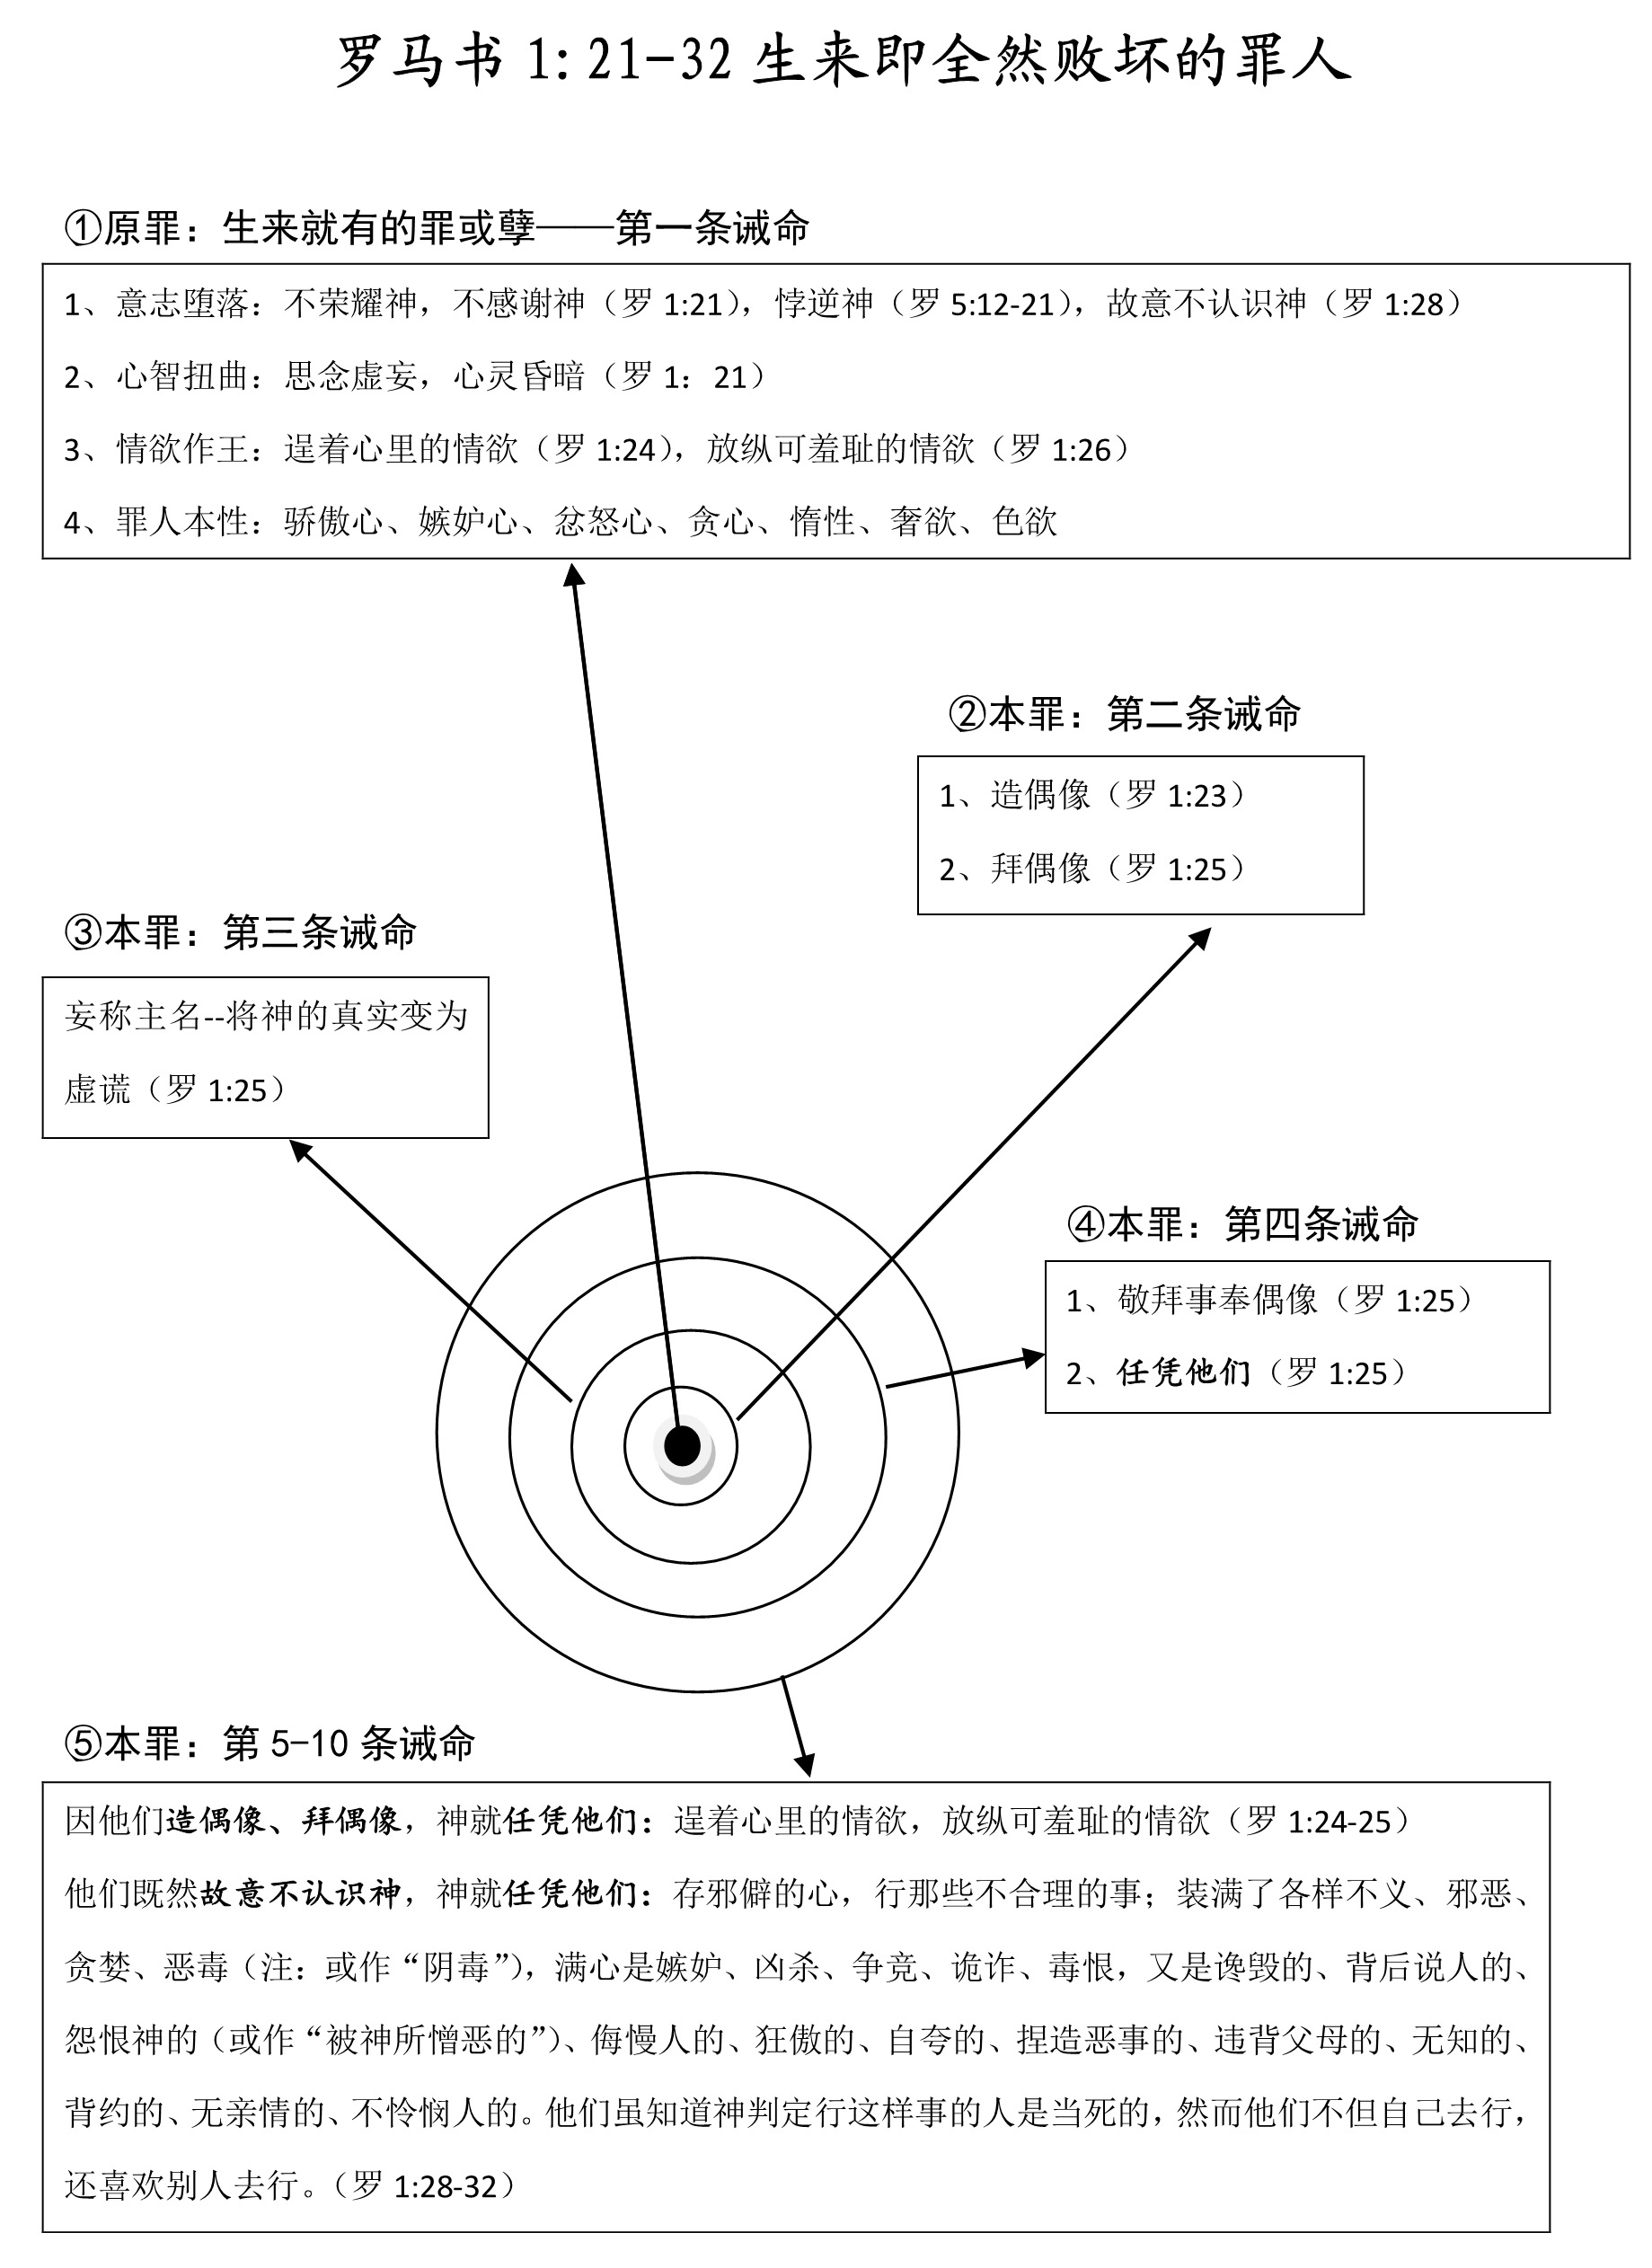 罗马书 1: 21-32 生来即全然败坏的罪人
①原罪：生来就有的罪或孽——第一条诫命
1、意志堕落：不荣耀神，不感谢神（罗 1:21），悖逆神（罗 5:12-21），故意不认识神（罗 1:28）
2、心智扭曲：思念虚妄，心灵昏暗（罗 1：21）
3、情欲作王：逞着心里的情欲（罗 1:24），放纵可羞耻的情欲（罗 1:26）
4、罪人本性：骄傲心、嫉妒心、忿怒心、贪心、惰性、奢欲、色欲
②本罪：第二条诫命
1、造偶像（罗 1:23）
2、拜偶像（罗 1:25）
③本罪：第三条诫命
妄称主名--将神的真实变为
虚谎（罗 1:25）
④本罪：第四条诫命
1、敬拜事奉偶像（罗 1:25）
2、任凭他们（罗 1:25）
⑤本罪：第 5-10 条诫命
因他们造偶像、拜偶像，神就任凭他们：逞着心里的情欲，放纵可羞耻的情欲（罗 1:24-25）
他们既然故意不认识神，神就任凭他们：存邪僻的心，行那些不合理的事；装满了各样不义、邪恶、
贪婪、恶毒（注：或作“阴毒”），满心是嫉妒、凶杀、争竞、诡诈、毒恨，又是谗毁的、背后说人的、
怨恨神的（或作“被神所憎恶的”）、侮慢人的、狂傲的、自夸的、捏造恶事的、违背父母的、无知的、
背约的、无亲情的、不怜悯人的。他们虽知道神判定行这样事的人是当死的，然而他们不但自己去行，
还喜欢别人去行。（罗 1:28-32）